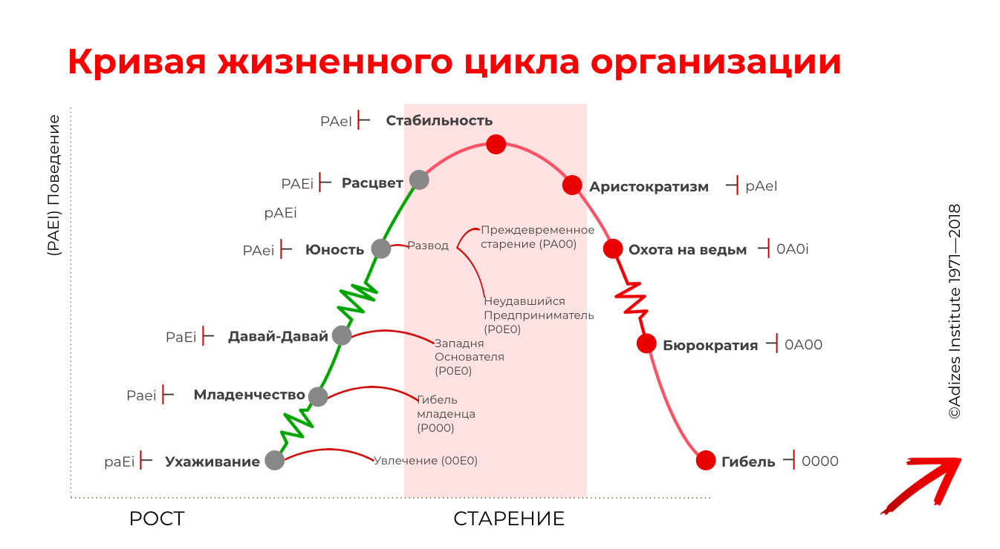 Кривая жизненного цикла организации
(PAEI) Поведение
PAeI
Стабильность
PAEi
Расцвет
Аристократизм
pAeI
pAEi
PAei
Юность
Развод
Преждевременное
старение (PA00)
Охота на ведьм
0A0i
Неудавшийся
Предприниматель
(P0E0)
PaEi
Давай-Давай
Западня
Основателя
(P0E0)
Бюрократия
0A00
Paei
Младенчество
Гибель
младенца
(P000)
paEi
Ухаживание
Увлечение (00E0)
Гибель
0000
РОСТ
СТАРЕНИЕ
©Adizes Institute 1971—2018